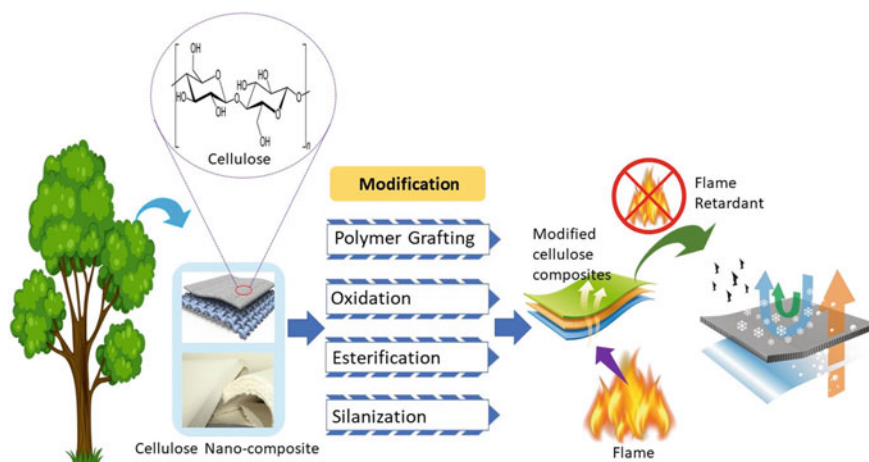 OH
O
HO
OH
O
OH
HO
O
O
OH
n
Cellulose
Modification
Polymer Grafting
Oxidation
Esterification
Silanization
Cellulose Nano-composite
Modified
cellulose
composites
Flame
Retardant
Flame